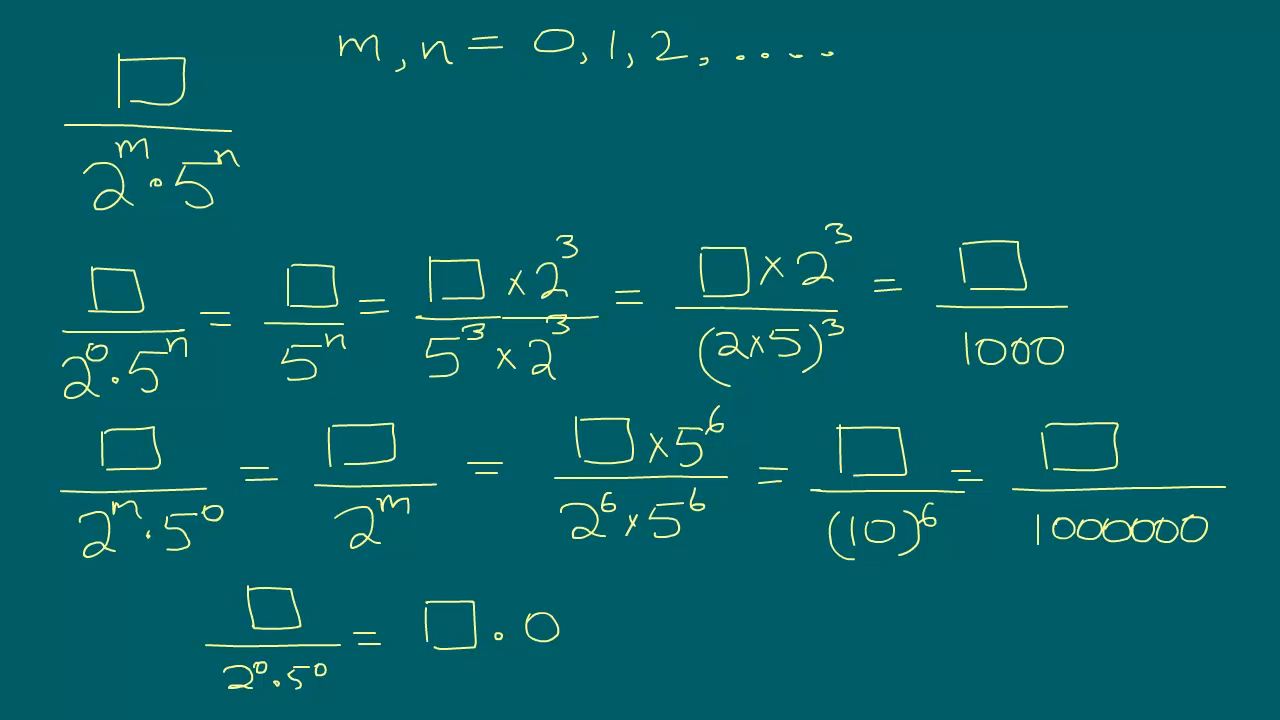 m, n = 0, 1, 2, .....
□/(2^m · 5^n)
□/(2^0 · 5^n) = □/5^n = (□ × 2^3)/(5^3 × 2^3) = (□ × 2^3)/(2×5)^3 = □/1000
□/(2^m · 5^0) = □/2^m = (□ × 5^6)/(2^6 × 5^6) = □/(10)^6 = □/1000000
□/(2^0 · 5^0) = □ . 0